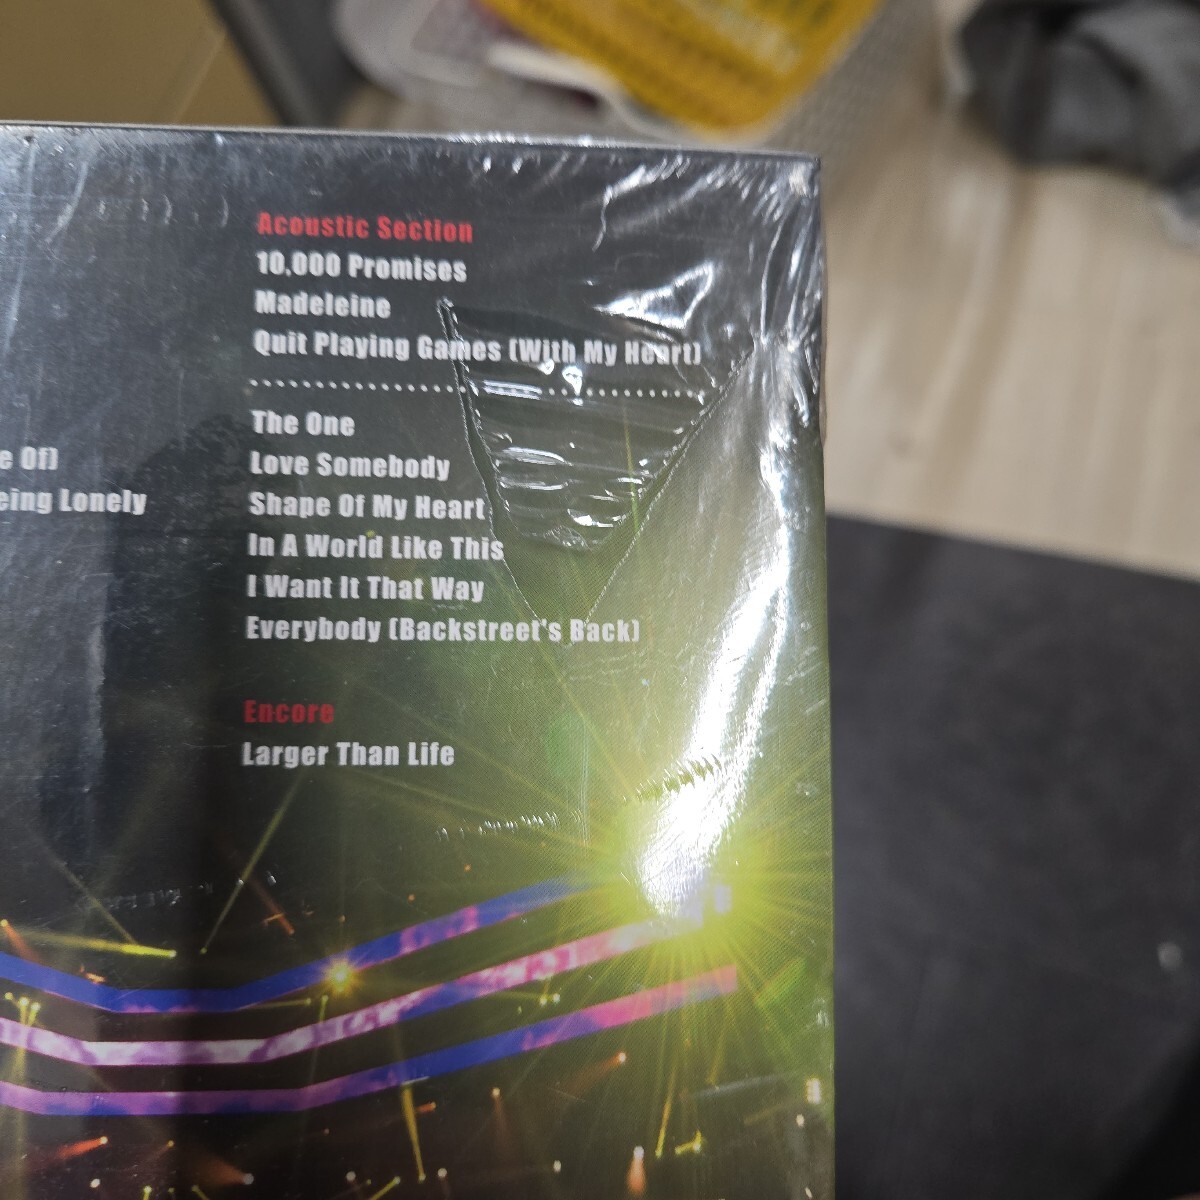 e Of)
eing Lonely
Acoustic Section
10,000 Promises
Madeleine
Quit Playing Games (With My Heart)
The One
Love Somebody
Shape Of My Heart
In A World Like This
I Want It That Way
Everybody (Backstreet's Back)
Encore
Larger Than Life